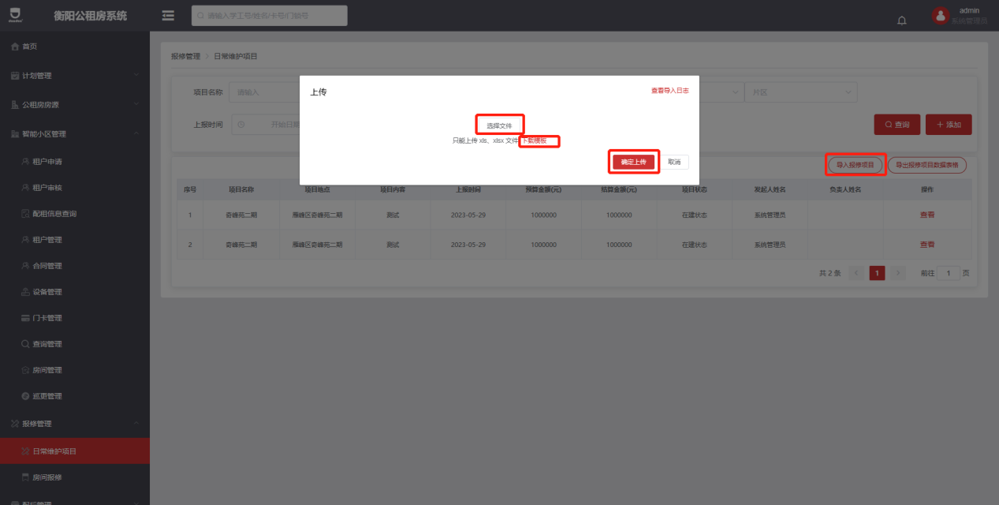 衡阳公租房系统
请输入学工号/姓名/卡号/门锁号
admin
系统管理员
首页
计划管理
公租房房源
智能小区管理
租户申请
租户审核
配租信息查询
租户管理
合同管理
设备管理
门卡管理
查询管理
房间管理
巡更管理
报修管理
日常维护项目
房间报修
配后管理
报修管理 > 日常维护项目
项目名称 请输入
片区
上报时间 开始日期
查询 + 添加
上传 查看导入日志
选择文件
只能上传 xls、xlsx 文件 下载模板
确定上传 取消
导入报修项目 导出报修项目数据表格
序号 项目名称 项目地点 项目内容 上报时间 预算金额(元) 结算金额(元) 项目状态 发起人姓名 负责人姓名 操作
1 奇峰苑二期 雁峰区奇峰苑二期 测试 2023-05-29 1000000 1000000 在建状态 系统管理员 查看
2 奇峰苑二期 雁峰区奇峰苑二期 测试 2023-05-29 1000000 1000000 在建状态 系统管理员 查看
共 2 条 < 1 > 前往 1 页